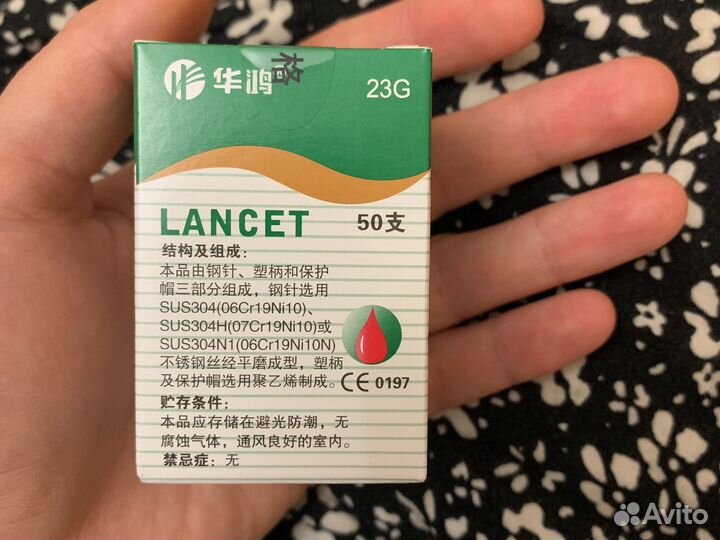 华鸿
23G
LANCET 50支
结构及组成：
本品由钢针、塑柄和保护
帽三部分组成，钢针选用
SUS304(06Cr19Ni10)、
SUS304H(07Cr19Ni10)或
SUS304N1(06Cr19Ni10N)
不锈钢丝经平磨成型，塑柄
及保护帽选用聚乙烯制成。 CE 0197
贮存条件：
本品应存储在避光防潮，无
腐蚀气体，通风良好的室内。
禁忌症：无
Avito